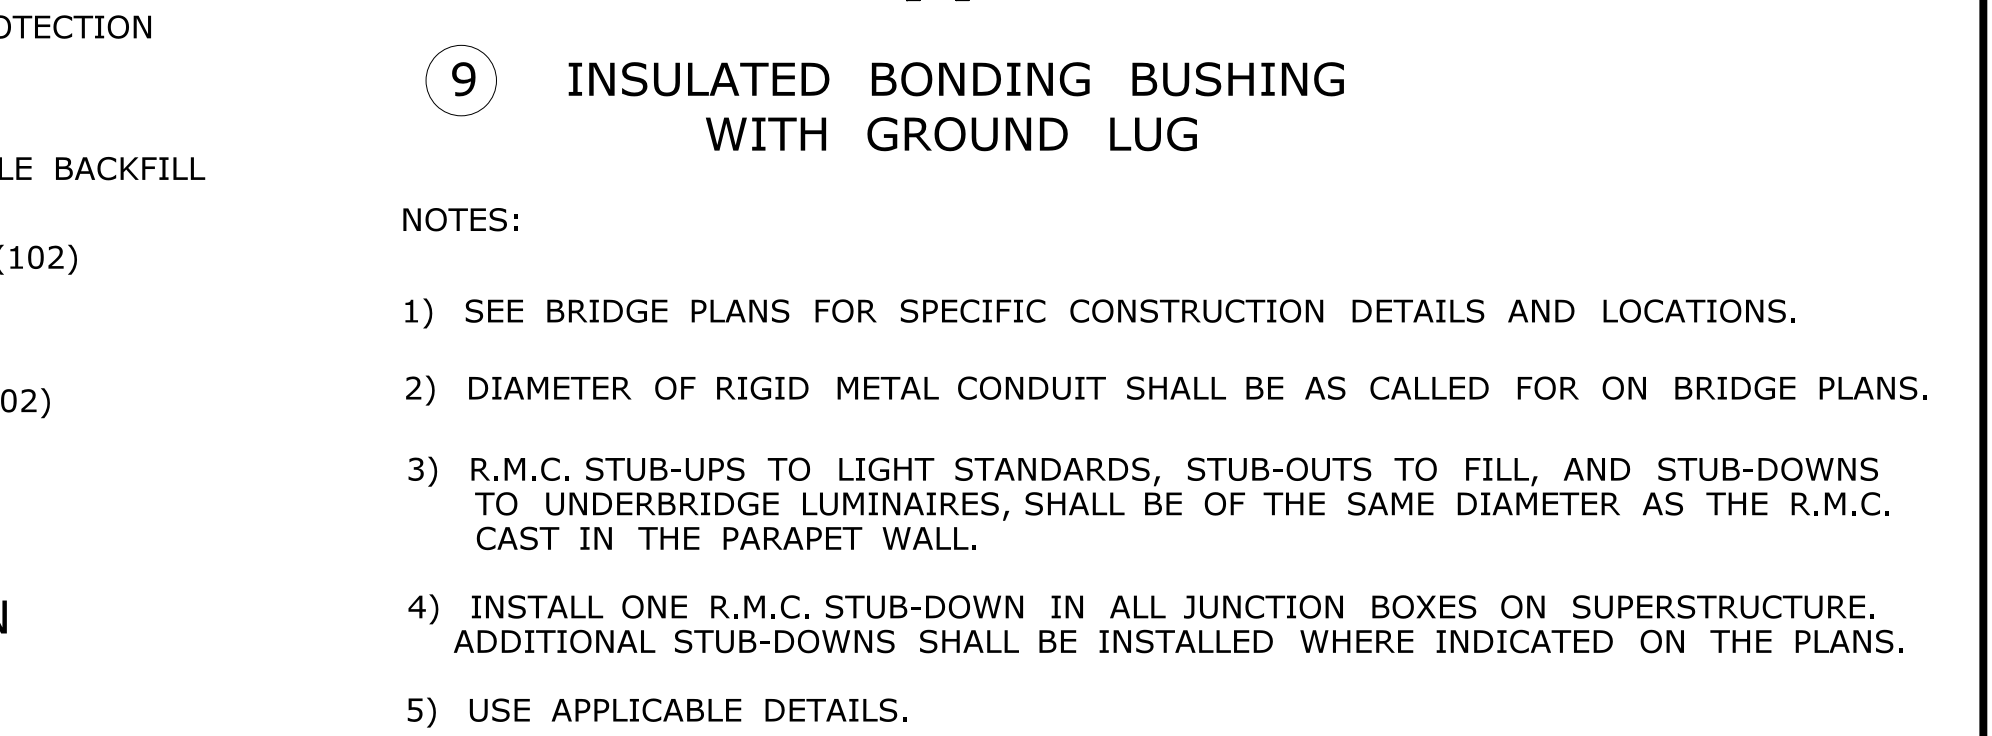 OTECTION
LE BACKFILL
(102)
02)
N
9 INSULATED BONDING BUSHING
WITH GROUND LUG
NOTES:
1) SEE BRIDGE PLANS FOR SPECIFIC CONSTRUCTION DETAILS AND LOCATIONS.
2) DIAMETER OF RIGID METAL CONDUIT SHALL BE AS CALLED FOR ON BRIDGE PLANS.
3) R.M.C. STUB-UPS TO LIGHT STANDARDS, STUB-OUTS TO FILL, AND STUB-DOWNS
TO UNDERBRIDGE LUMINAIRES, SHALL BE OF THE SAME DIAMETER AS THE R.M.C.
CAST IN THE PARAPET WALL.
4) INSTALL ONE R.M.C. STUB-DOWN IN ALL JUNCTION BOXES ON SUPERSTRUCTURE.
ADDITIONAL STUB-DOWNS SHALL BE INSTALLED WHERE INDICATED ON THE PLANS.
5) USE APPLICABLE DETAILS.